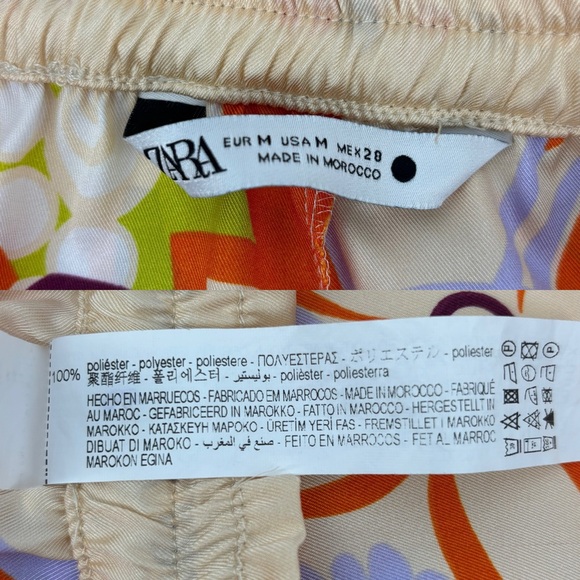 ZARA
EUR M USA M MEX 28
MADE IN MOROCCO
100% poliéster - polyester - poliestere - ΠΟΛΥΕΣΤΕΡΑΣ - ポリエステル - poliester
聚酯纤维 - 폴리에스터 - بوليستير - polièster - poliesterra
HECHO EN MARRUECOS - FABRICADO EM MARROCOS - MADE IN MOROCCO - FABRIQUÉ
AU MAROC - GEFABRICEERD IN MAROKKO - FATTO IN MAROCCO - HERGESTELLT IN
MAROKKO - ΚΑΤΑΣΚΕΥΗ ΜΑΡΟΚΟ - ÜRETİM YERİ FAS - FREMSTILLET I MAROKKO
DIBUAT DI MAROKO - صنع في المغرب - FEITO EN MARROCOS - FET AL MARROC
MAROKON EGINA